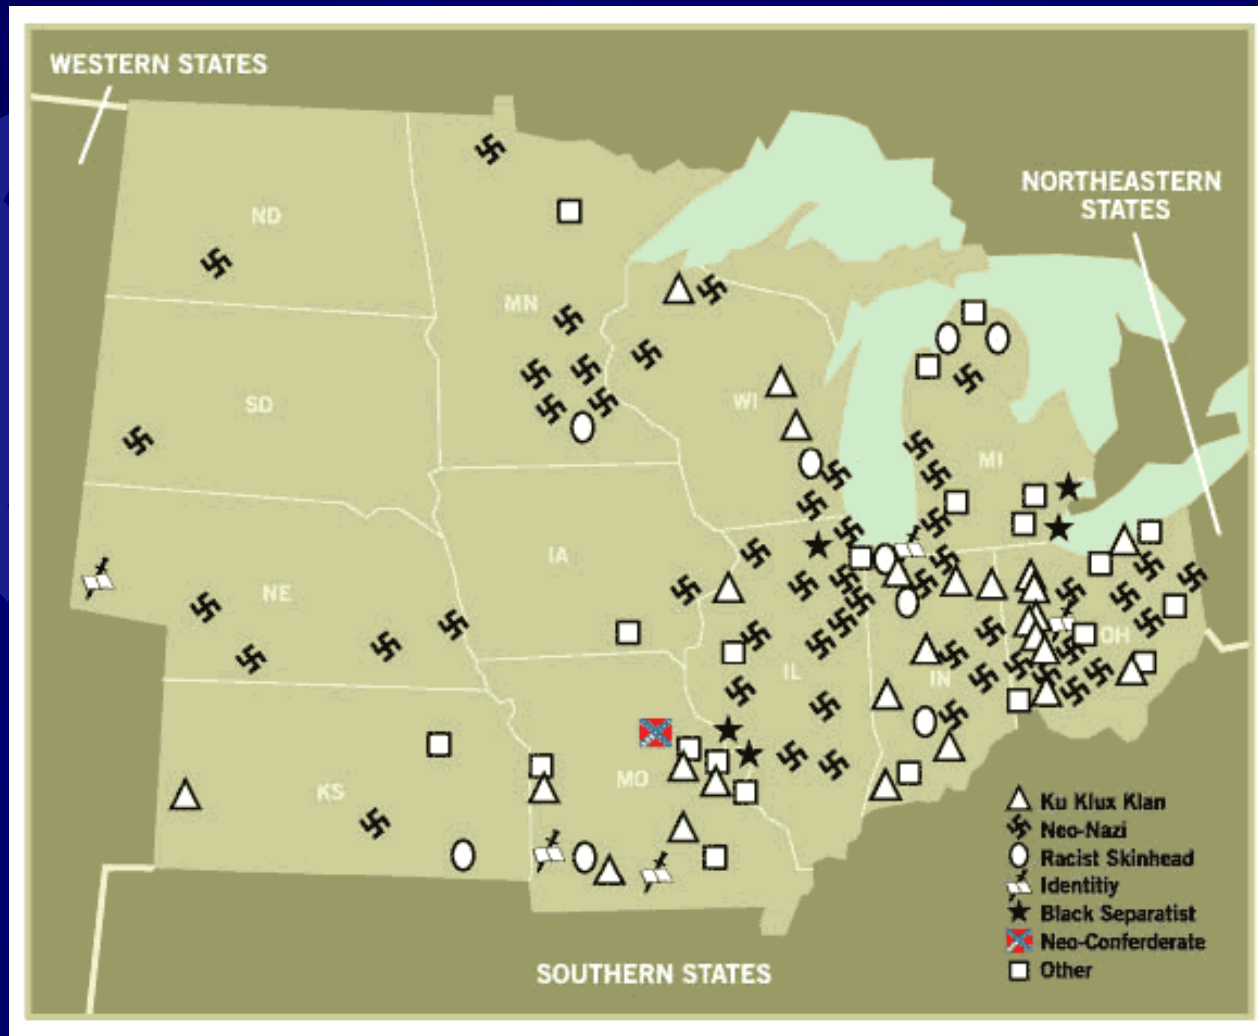 WESTERN STATES
NORTHEASTERN
STATES
ND
MN
SD
WI
MI
NE
IA
IL
IN
OH
KS
MO
Ku Klux Klan
Neo-Nazi
Racist Skinhead
Identitiy
Black Separatist
Neo-Conferderate
Other
SOUTHERN STATES